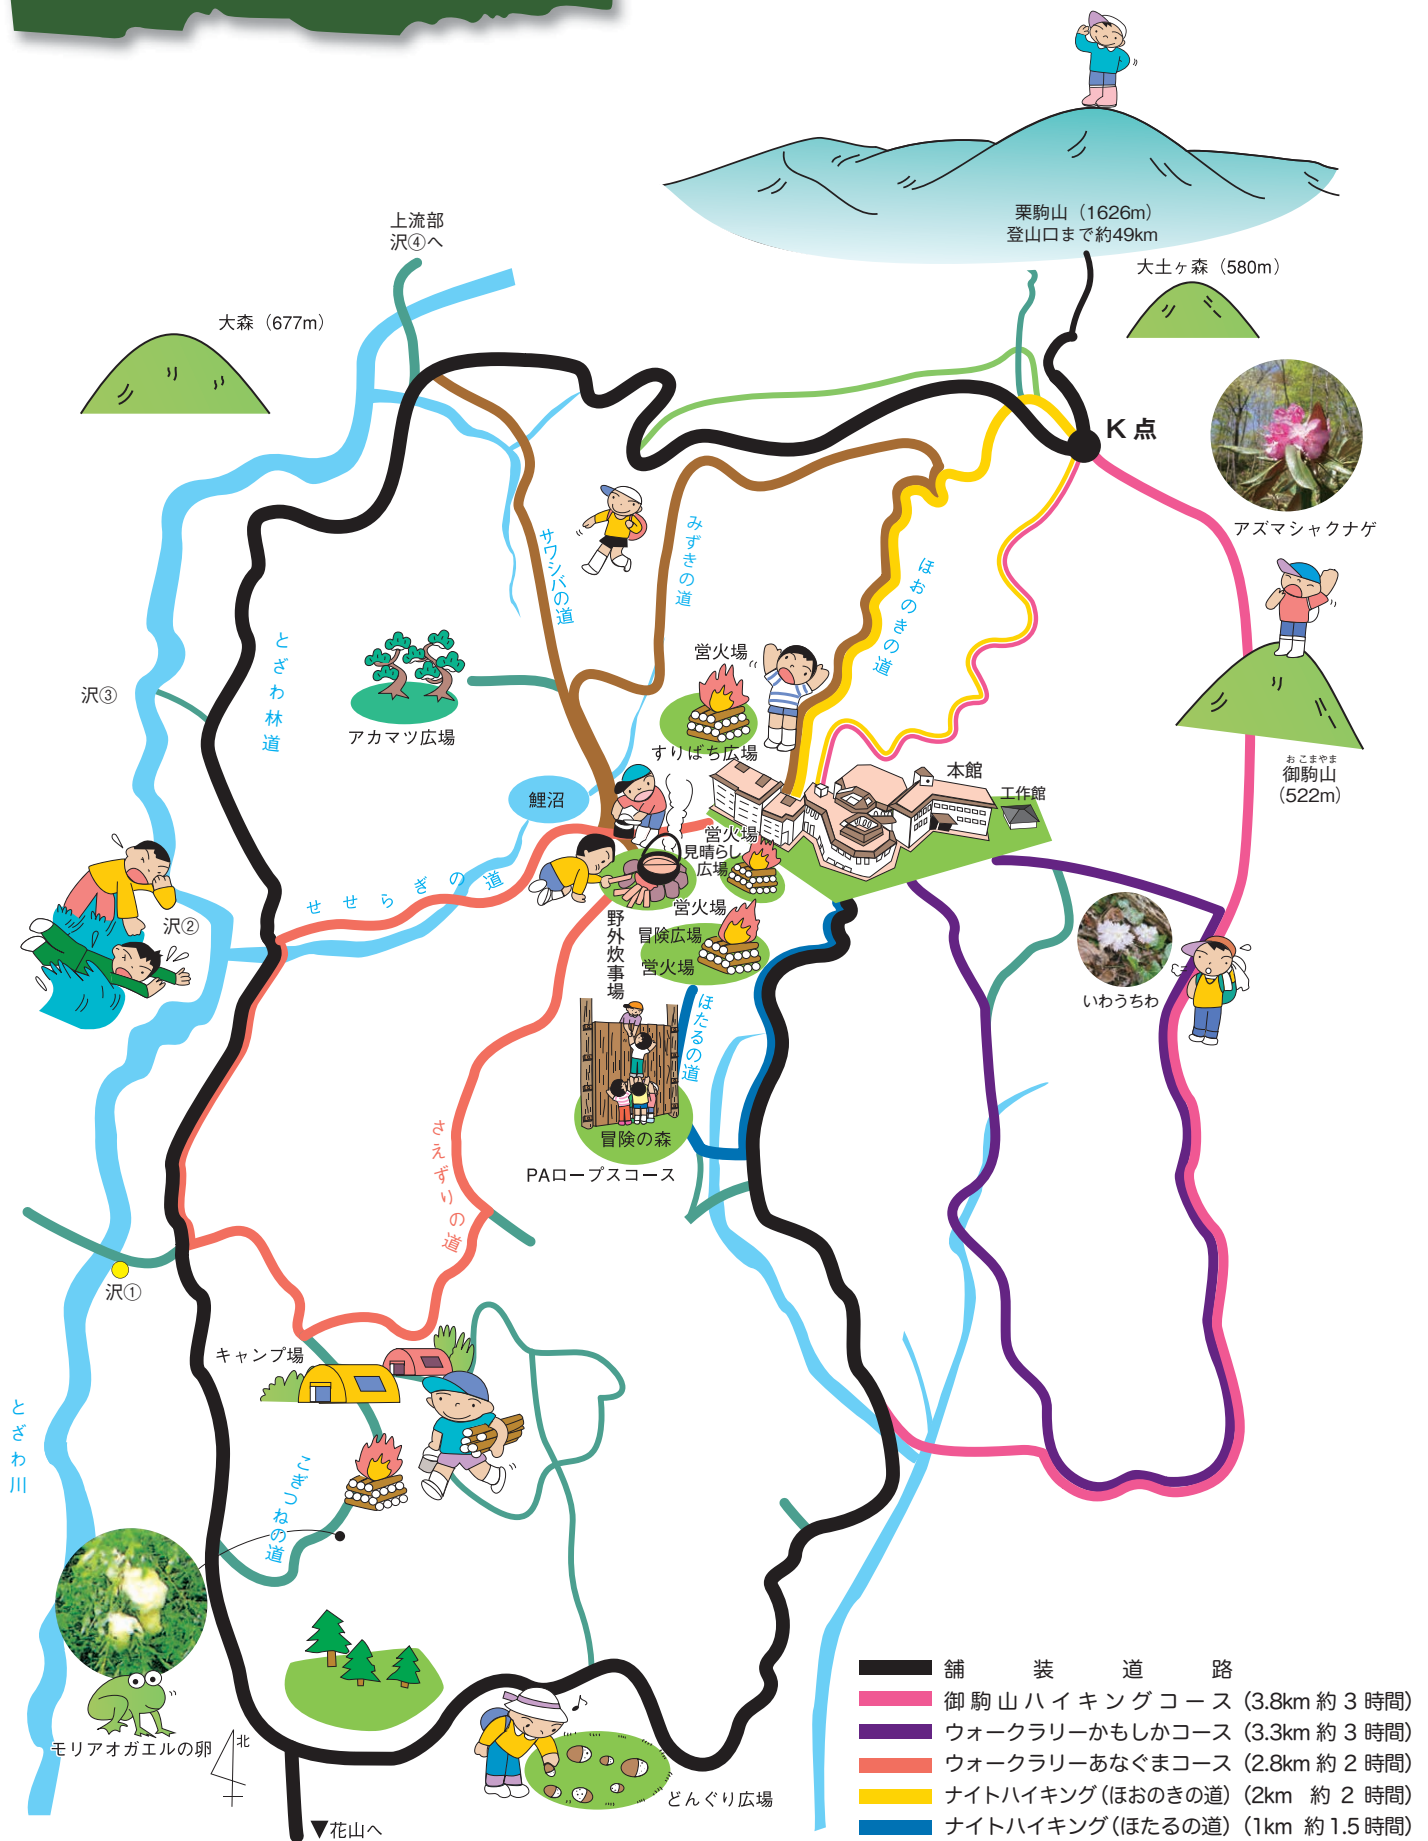 栗駒山（1626m）
登山口まで約49km
上流部
沢④へ
大土ヶ森（580m）
大森（677m）
K点
アズマシャクナゲ
サワシバの道
みずきの道
ほおのきの道
とざわ林道
営火場
沢③
アカマツ広場
すりばち広場
おこまやま
御駒山
（522m）
本館
工作館
鯉沼
営火場
見晴らし
広場
せせらぎの道
沢②
営火場
野外炊事場
冒険広場
営火場
いわうちわ
ほたるの道
冒険の森
PAロープスコース
さえずりの道
沢①
キャンプ場
とざわ川
こぎつねの道
モリアオガエルの卵
北
どんぐり広場
▼花山へ
舗装道路
御駒山ハイキングコース（3.8km 約 3 時間）
ウォークラリーかもしかコース（3.3km 約 3 時間）
ウォークラリーあなぐまコース（2.8km 約 2 時間）
ナイトハイキング（ほおのきの道）（2km 約 2 時間）
ナイトハイキング（ほたるの道）（1km 約1.5 時間）